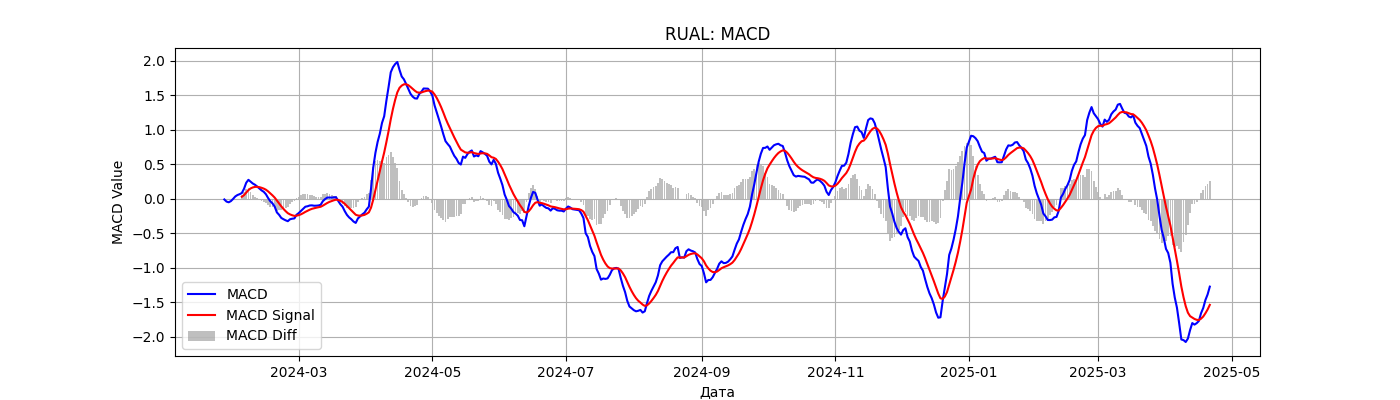 RUAL: MACD
MACD Value
2.0
1.5
1.0
0.5
0.0
−0.5
−1.0
−1.5
−2.0
MACD
MACD Signal
MACD Diff
2024-03 2024-05 2024-07 2024-09 2024-11 2025-01 2025-03 2025-05
Дата